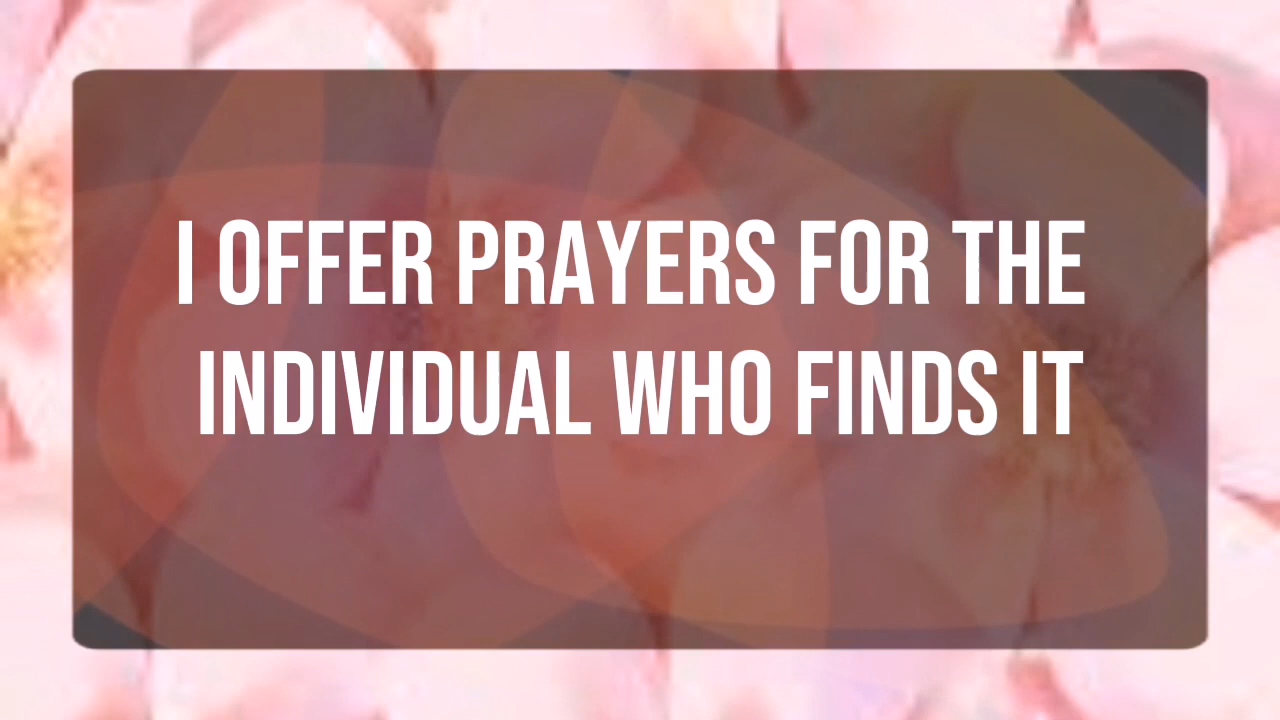 I OFFER PRAYERS FOR THE
INDIVIDUAL WHO FINDS IT